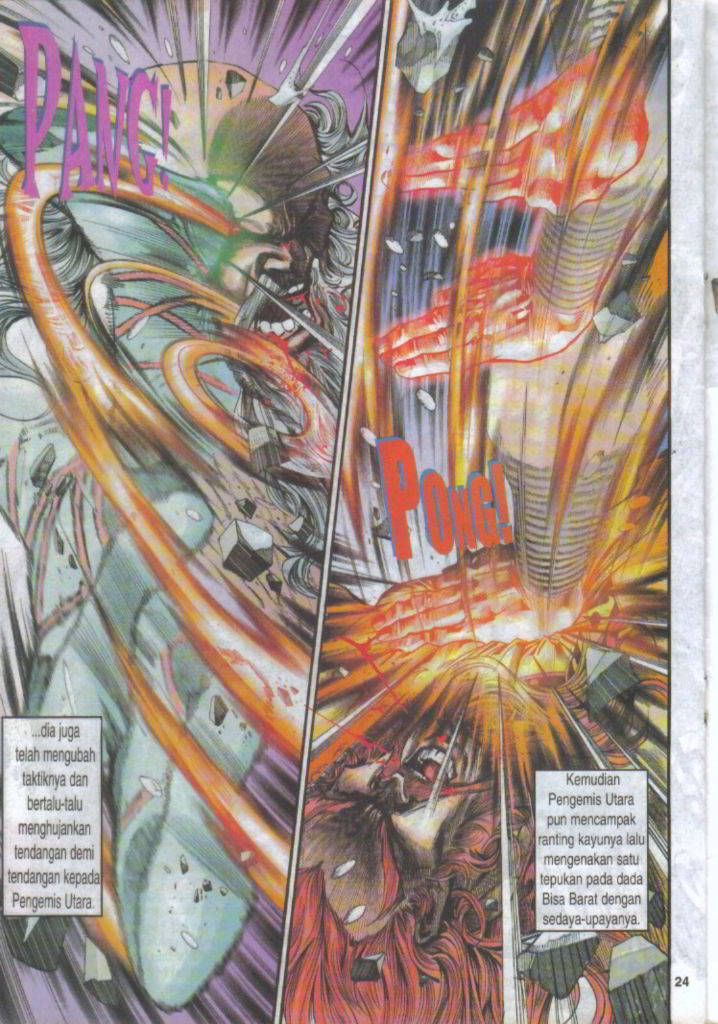 PANG!
...dia juga
telah mengubah
taktiknya dan
bertalu-talu
menghujankan
tendangan demi
tendangan kepada
Pengemis Utara.
PONG!
Kemudian
Pengemis Utara
pun mencampak
ranting kayunya lalu
mengenakan satu
tepukan pada dada
Bisa Barat dengan
sedaya-upayanya.
24